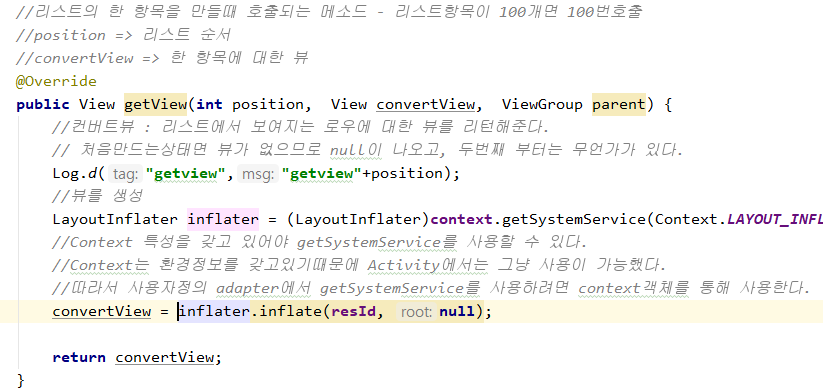 //리스트의 한 항목을 만들때 호출되는 메소드 - 리스트항목이 100개면 100번호출
//position => 리스트 순서
//convertView => 한 항목에 대한 뷰
@Override
public View getView(int position, View convertView, ViewGroup parent) {
//컨버트뷰 : 리스트에서 보여지는 로우에 대한 뷰를 리턴해준다.
// 처음만드는상태면 뷰가 없으므로 null이 나오고, 두번째 부터는 무언가가 있다.
Log.d( tag: "getview", msg: "getview"+position);
//뷰를 생성
LayoutInflater inflater = (LayoutInflater)context.getSystemService(Context.LAYOUT_INFL
//Context 특성을 갖고 있어야 getSystemService를 사용할 수 있다.
//Context는 환경정보를 갖고있기때문에 Activity에서는 그냥 사용이 가능했다.
//따라서 사용자정의 adapter에서 getSystemService를 사용하려면 context객체를 통해 사용한다.
convertView = inflater.inflate(resId, root: null);
return convertView;
}